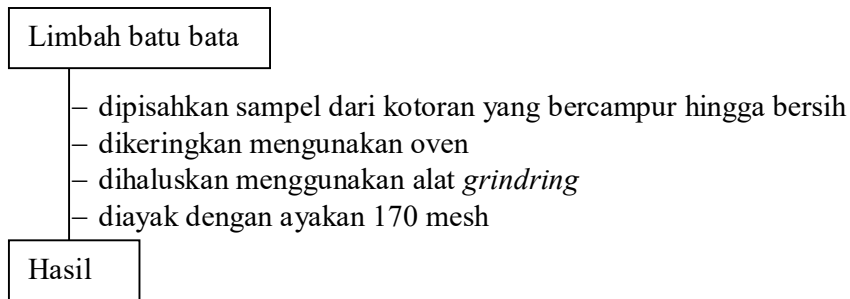 Limbah batu bata
– dipisahkan sampel dari kotoran yang bercampur hingga bersih
– dikeringkan mengunakan oven
– dihaluskan menggunakan alat grindring
– diayak dengan ayakan 170 mesh
Hasil